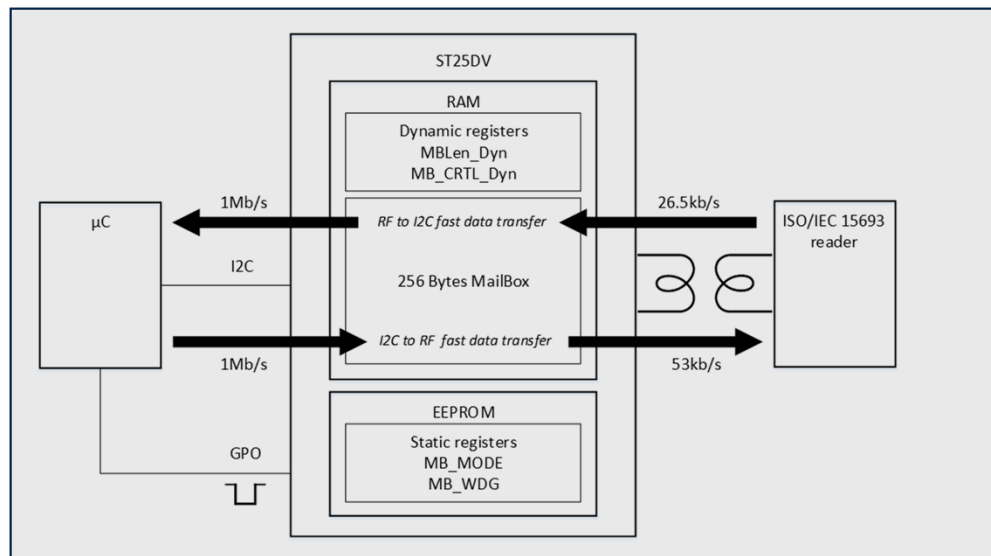 ST25DV
RAM
Dynamic registers
MBLen_Dyn
MB_CRTL_Dyn
1Mb/s
RF to I2C fast data transfer
26.5kb/s
µC
ISO/IEC 15693
reader
I2C
256 Bytes MailBox
I2C to RF fast data transfer
1Mb/s
53kb/s
EEPROM
Static registers
MB_MODE
MB_WDG
GPO